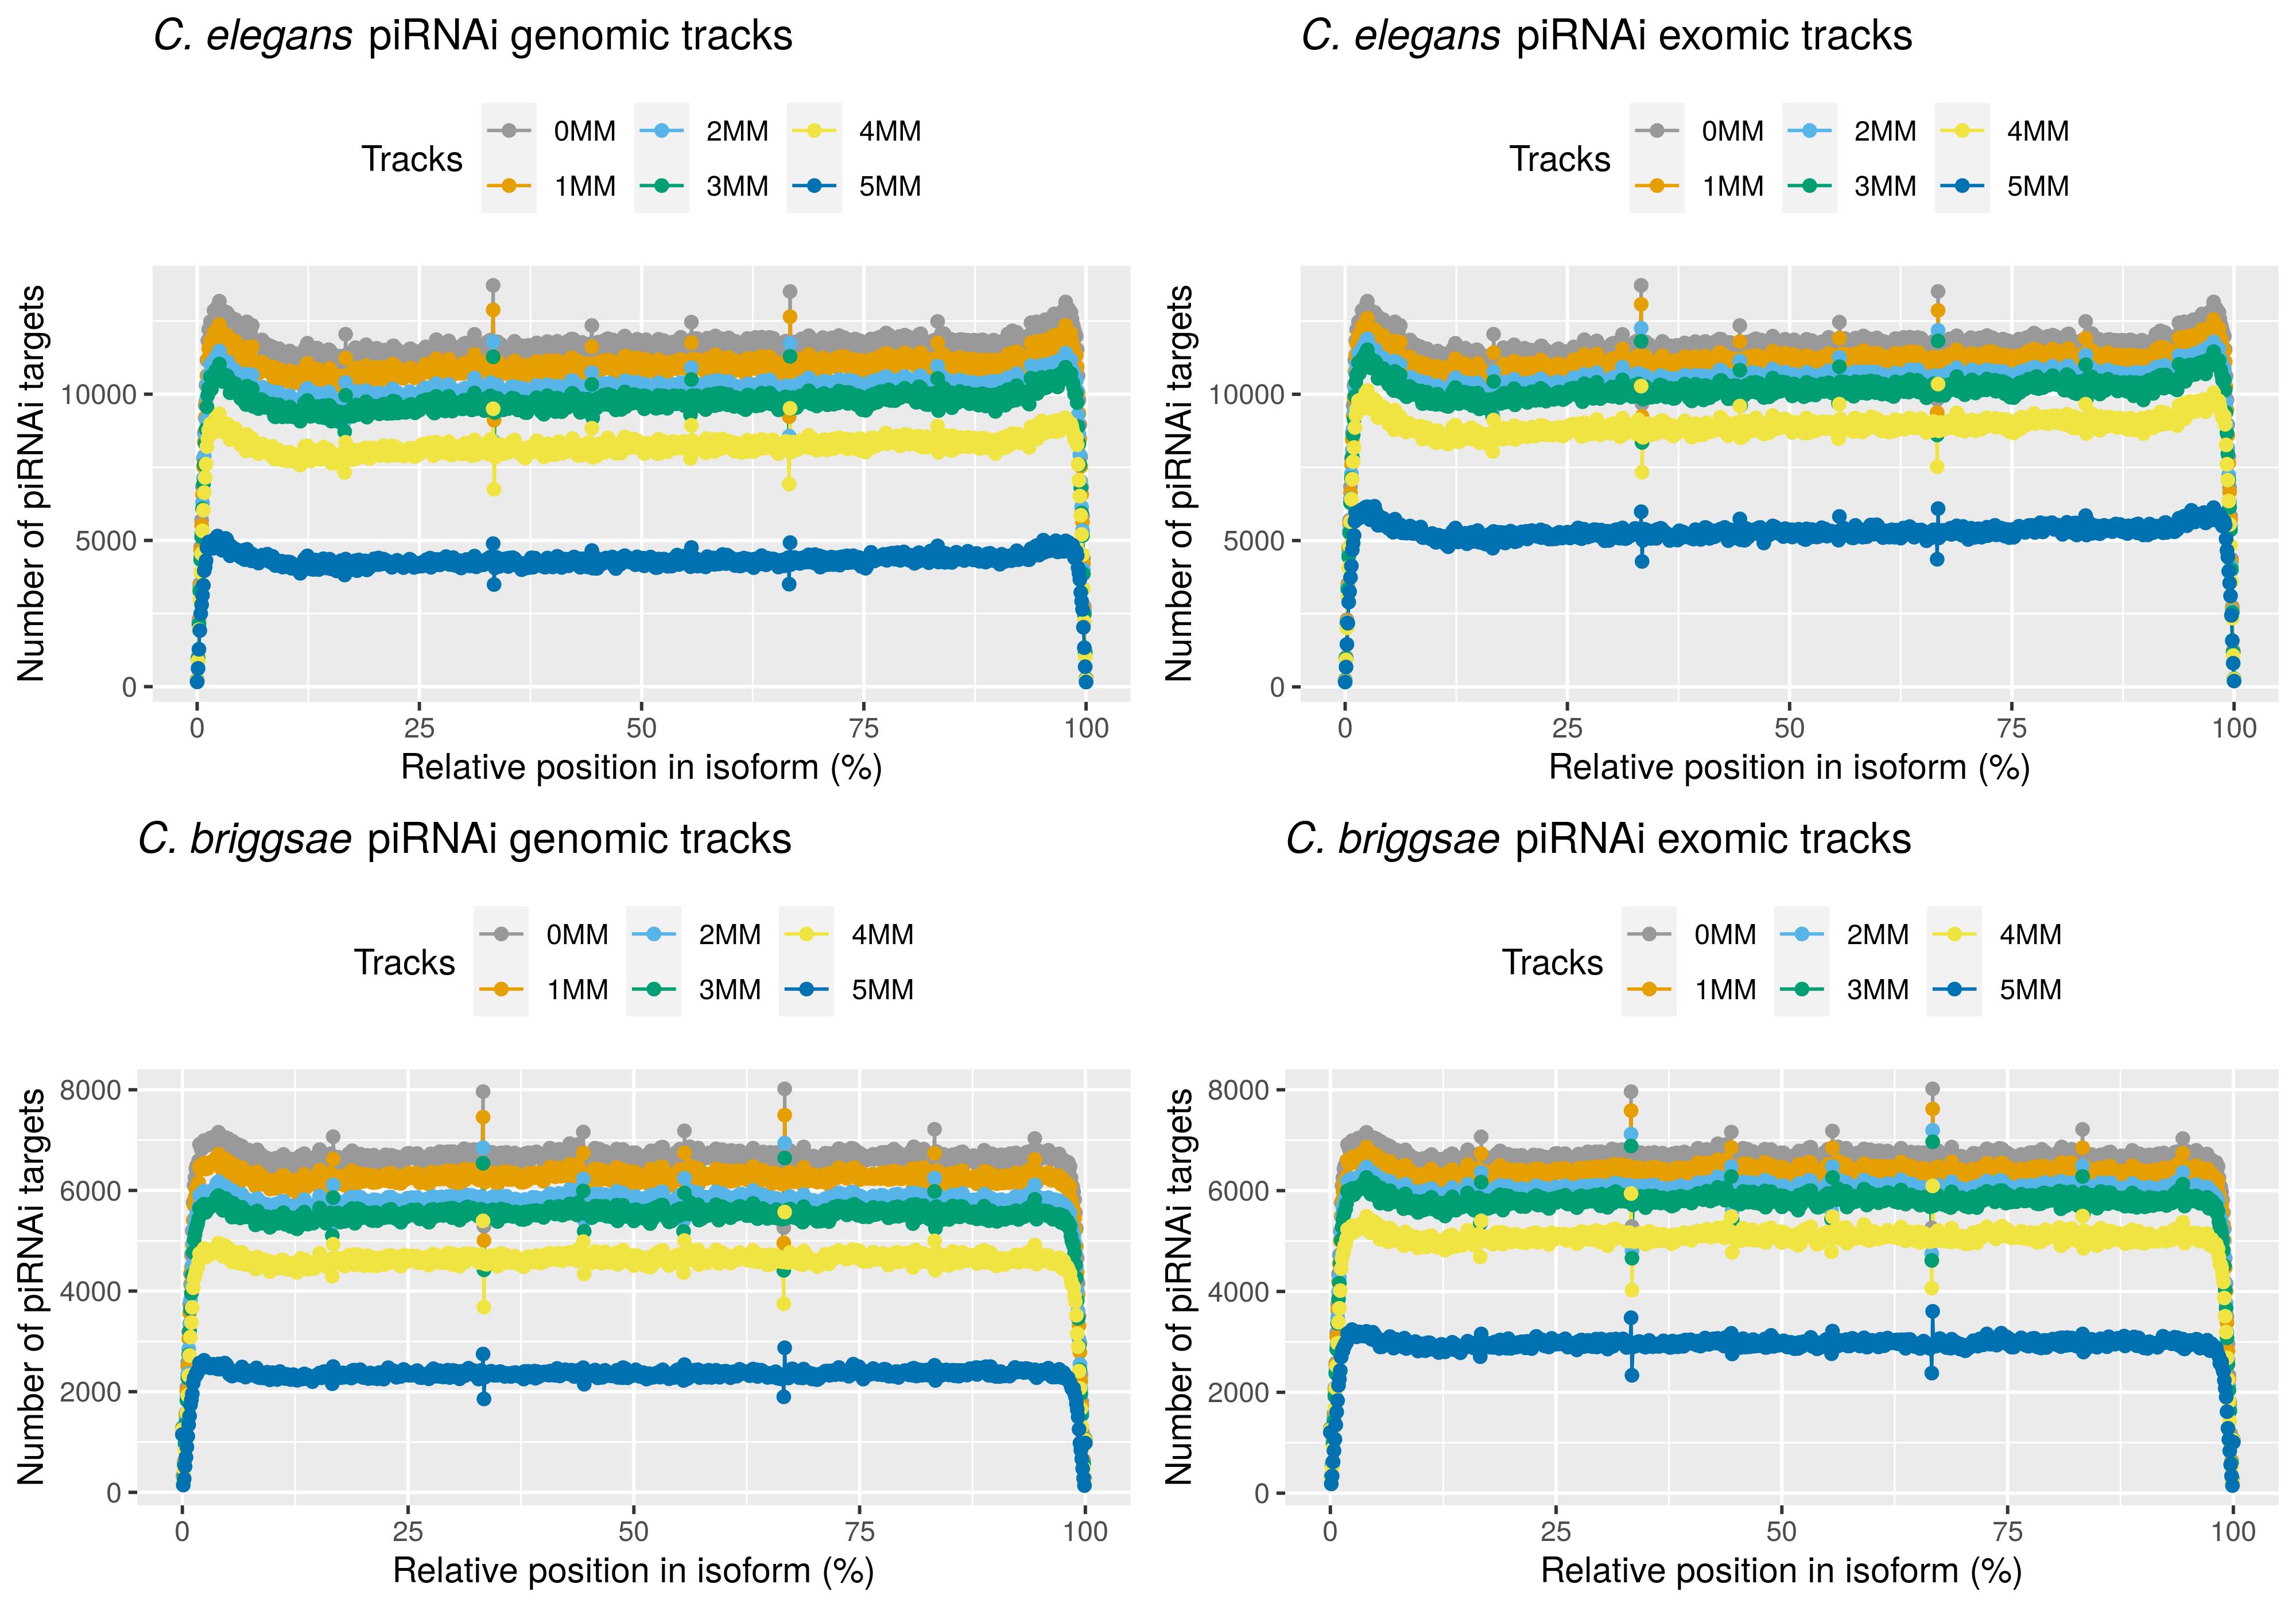 C. elegans piRNAi genomic tracks
Tracks
0MM 2MM 4MM
1MM 3MM 5MM
Number of piRNAi targets
10000
5000
0
0 25 50 75 100
Relative position in isoform (%)
C. elegans piRNAi exomic tracks
Tracks
0MM 2MM 4MM
1MM 3MM 5MM
Number of piRNAi targets
10000
5000
0
0 25 50 75 100
Relative position in isoform (%)
C. briggsae piRNAi genomic tracks
Tracks
0MM 2MM 4MM
1MM 3MM 5MM
Number of piRNAi targets
8000
6000
4000
2000
0
0 25 50 75 100
Relative position in isoform (%)
C. briggsae piRNAi exomic tracks
Tracks
0MM 2MM 4MM
1MM 3MM 5MM
Number of piRNAi targets
8000
6000
4000
2000
0
0 25 50 75 100
Relative position in isoform (%)